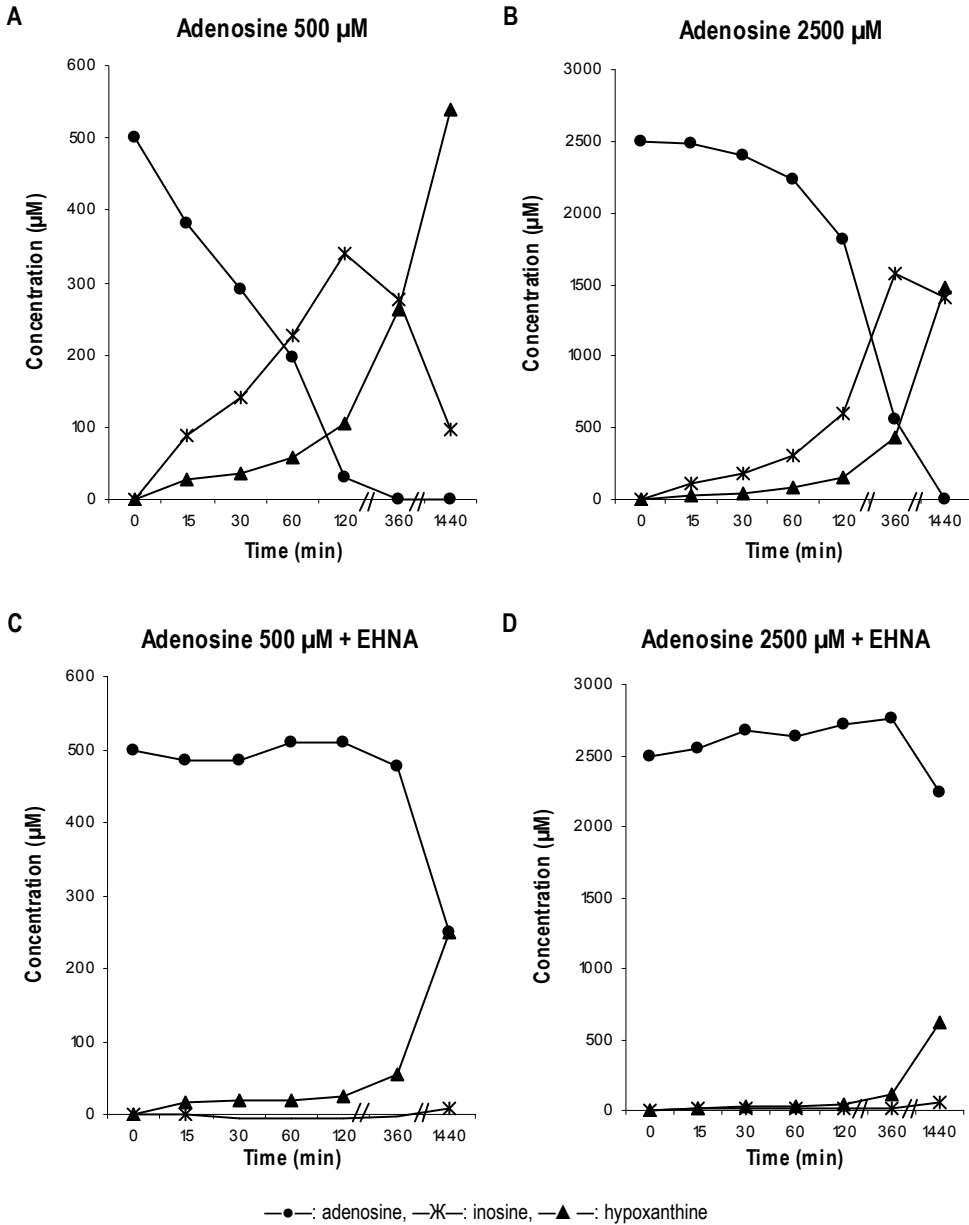 A
Adenosine 500 µM
Concentration (µM)
600
500
400
300
200
100
0
0 15 30 60 120 360 1440
Time (min)
B
Adenosine 2500 µM
Concentration (µM)
3000
2500
2000
1500
1000
500
0
0 15 30 60 120 360 1440
Time (min)
C
Adenosine 500 µM + EHNA
Concentration (µM)
600
500
400
300
200
100
0
0 15 30 60 120 360 1440
Time (min)
D
Adenosine 2500 µM + EHNA
Concentration (µM)
3000
2500
2000
1500
1000
500
0
0 15 30 60 120 360 1440
Time (min)
—●—: adenosine, —Ж—: inosine, —▲—: hypoxanthine